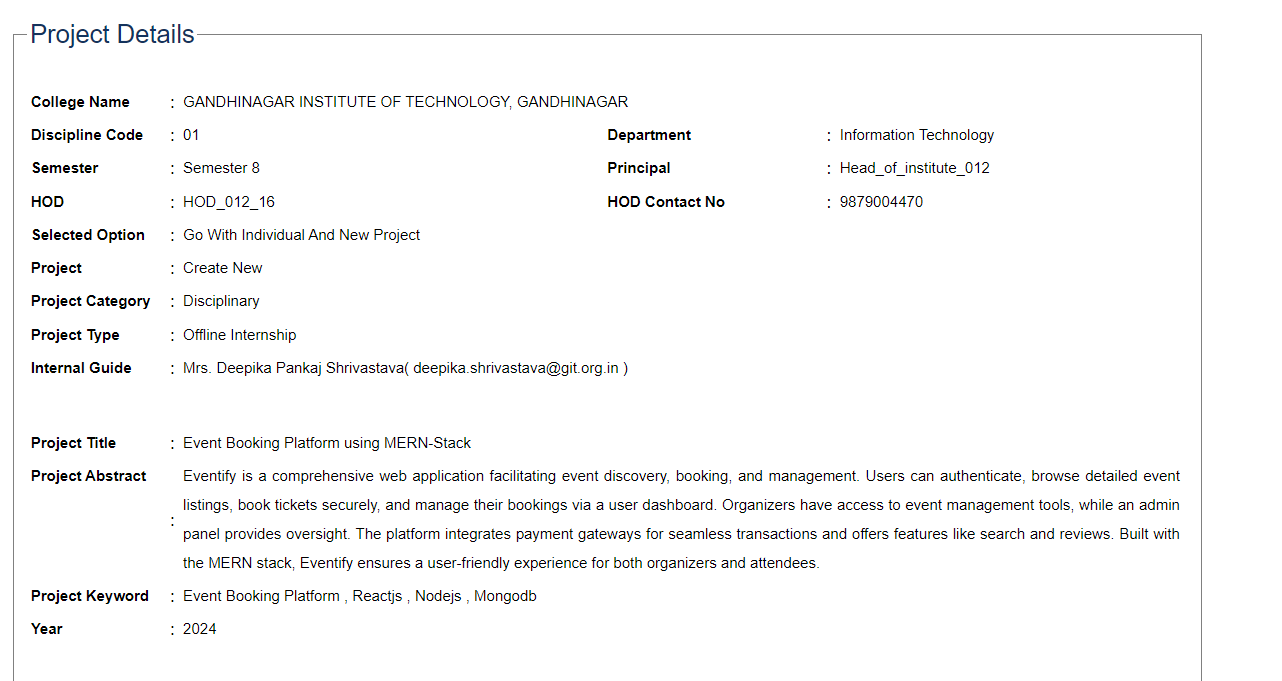 Project Details
College Name : GANDHINAGAR INSTITUTE OF TECHNOLOGY, GANDHINAGAR
Discipline Code : 01 Department : Information Technology
Semester : Semester 8 Principal : Head_of_institute_012
HOD : HOD_012_16 HOD Contact No : 9879004470
Selected Option : Go With Individual And New Project
Project : Create New
Project Category : Disciplinary
Project Type : Offline Internship
Internal Guide : Mrs. Deepika Pankaj Shrivastava( deepika.shrivastava@git.org.in )
Project Title : Event Booking Platform using MERN-Stack
Project Abstract : Eventify is a comprehensive web application facilitating event discovery, booking, and management. Users can authenticate, browse detailed event
listings, book tickets securely, and manage their bookings via a user dashboard. Organizers have access to event management tools, while an admin
panel provides oversight. The platform integrates payment gateways for seamless transactions and offers features like search and reviews. Built with
the MERN stack, Eventify ensures a user-friendly experience for both organizers and attendees.
Project Keyword : Event Booking Platform , Reactjs , Nodejs , Mongodb
Year : 2024